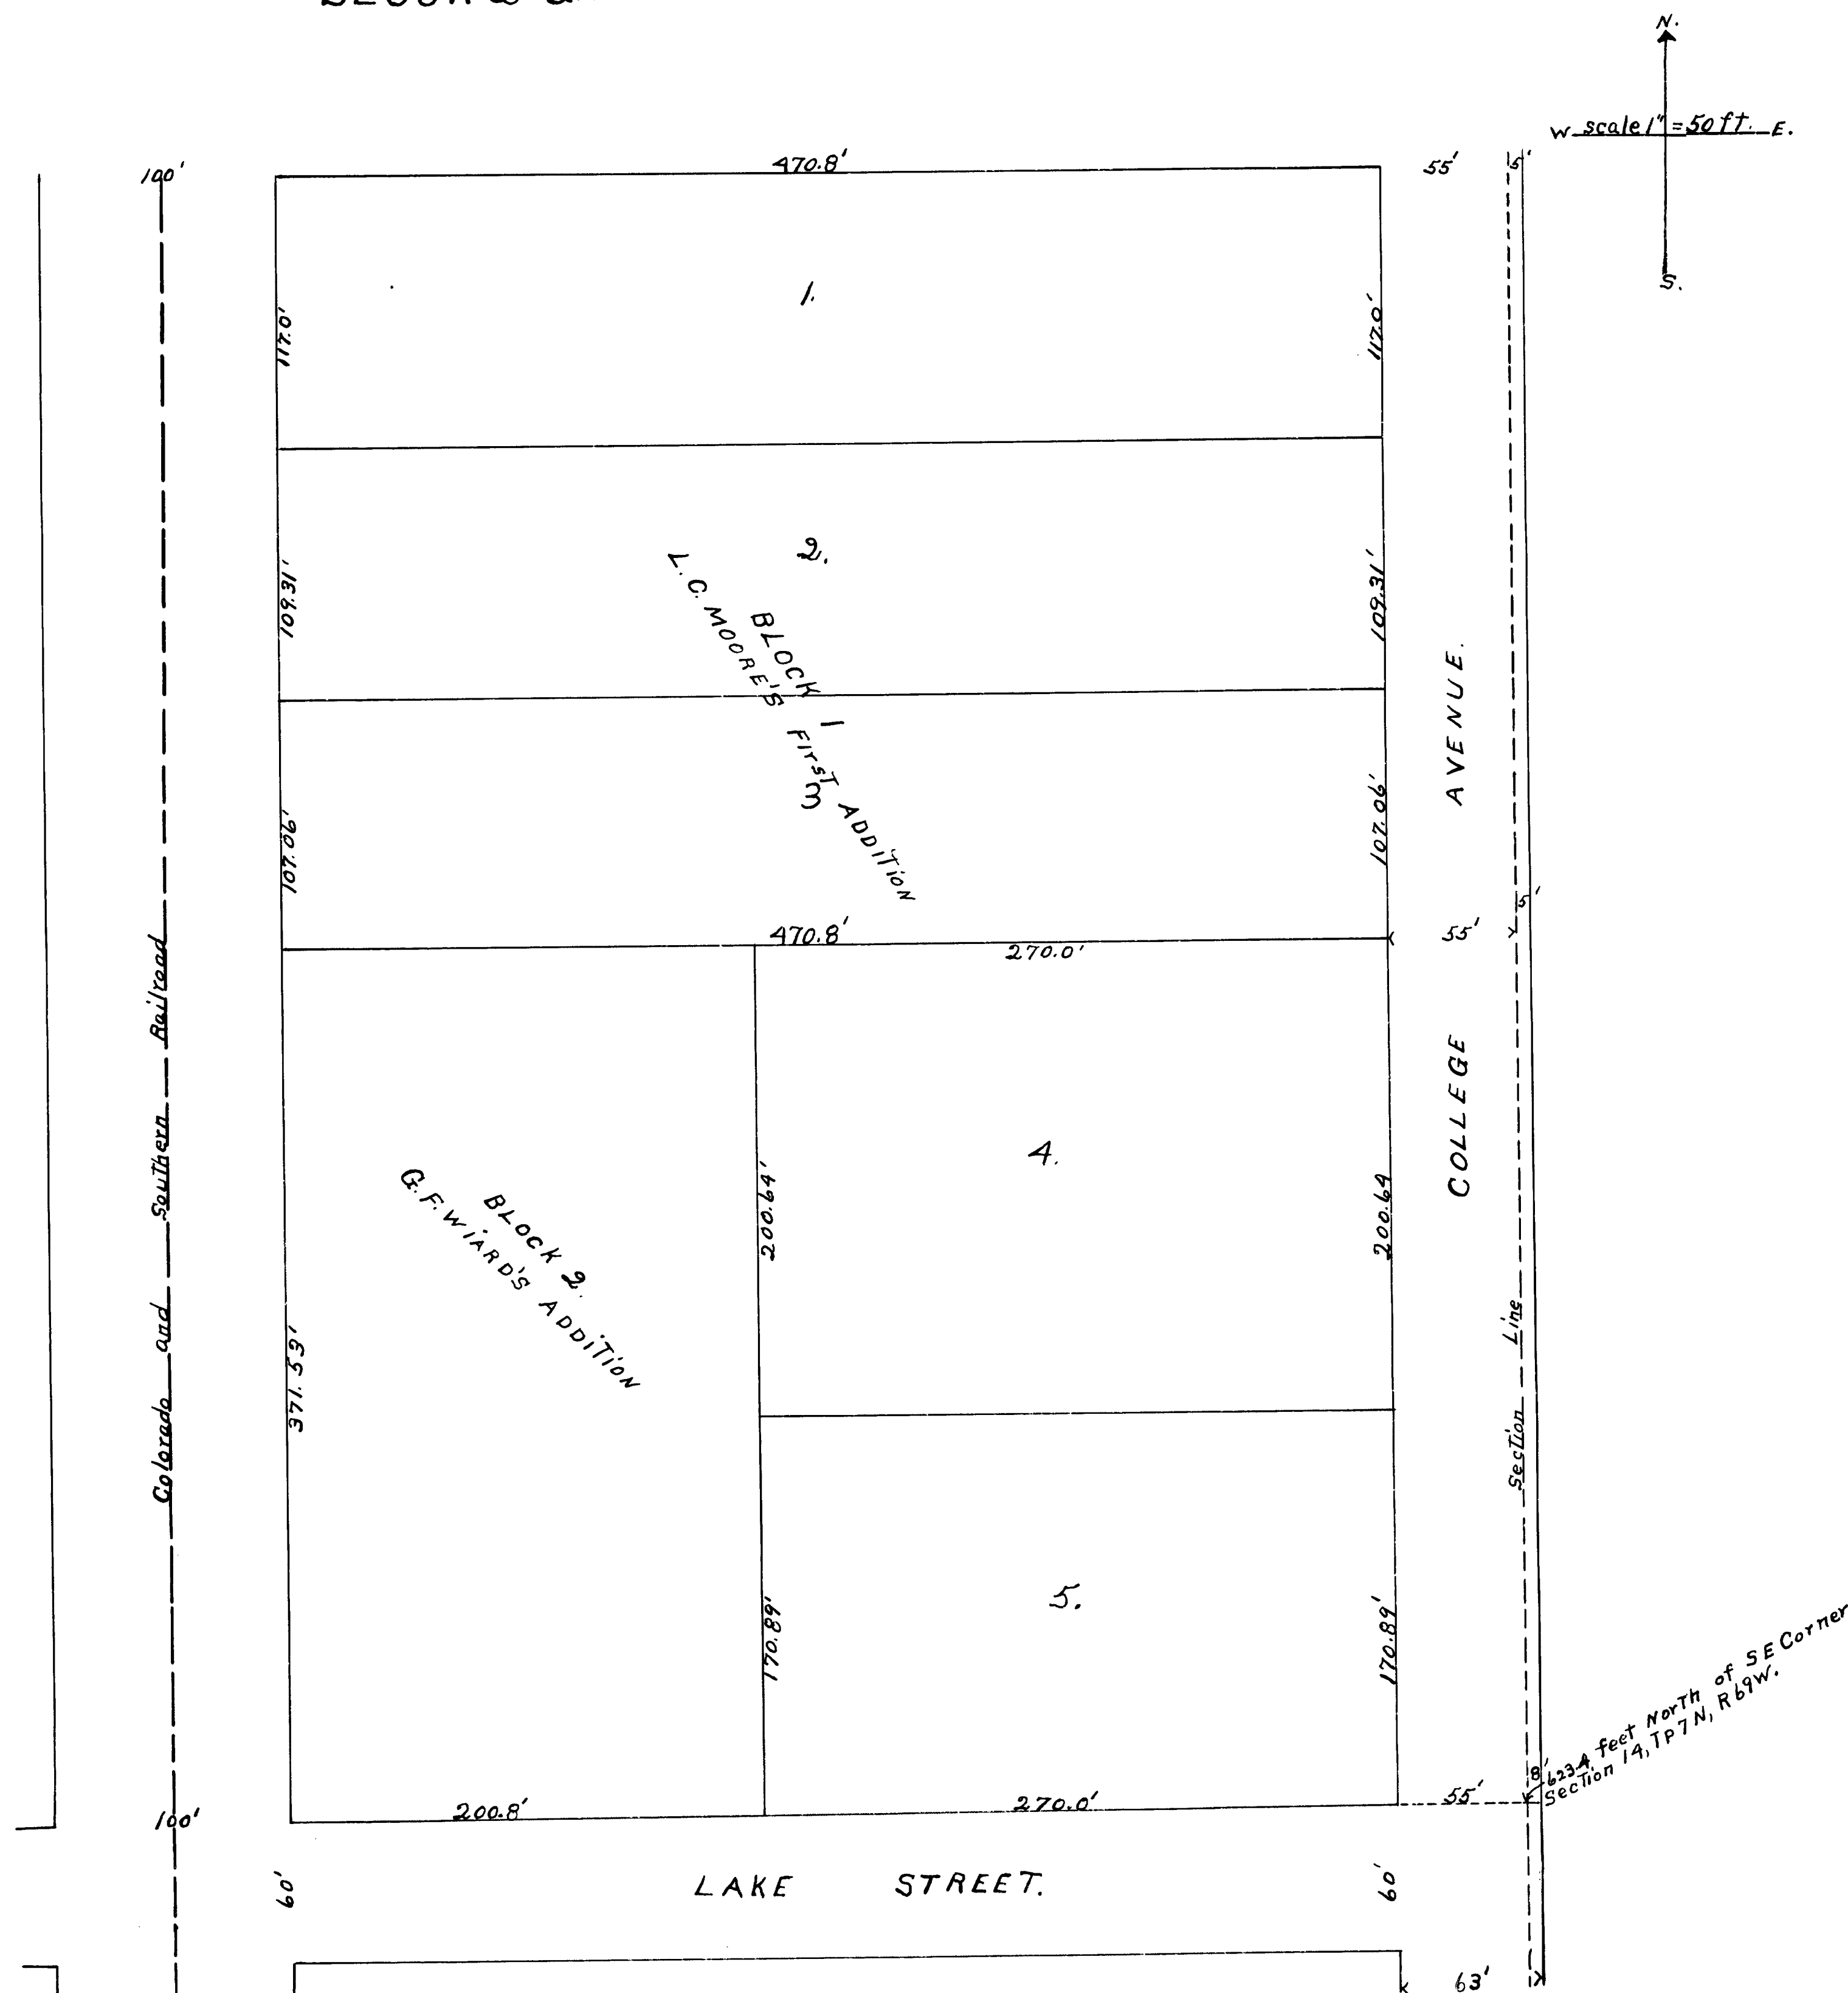 N.
W scale 1" = 50 ft. E.
S.
100'
470.8'
55'
5'
1.
117.0'
117.0'
2.
109.31'
109.31'
BLOCK 1
L.C. MOORE'S FIRST ADDITION
3
107.06'
107.06'
AVENUE.
5'
470.8'
270.0'
55'
Colorado and Southern Railroad
COLLEGE
4.
200.64'
200.64
BLOCK 2.
G.F. WIARD'S ADDITION
371.53'
Section Line
5.
170.89'
170.89'
8'
623.4 feet North of SE Corner
Section 14, TP 7 N, R 69 W.
100'
200.8'
270.0'
55'
60'
LAKE STREET.
60'
63'